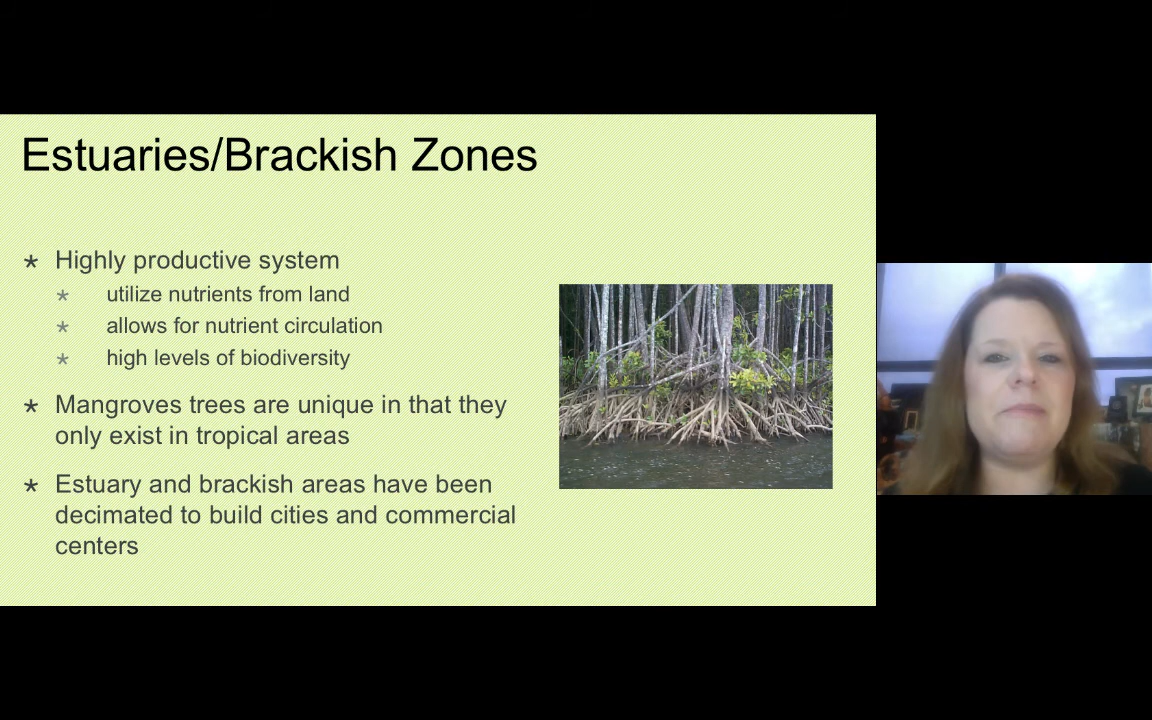 Estuaries/Brackish Zones
* Highly productive system
* utilize nutrients from land
* allows for nutrient circulation
* high levels of biodiversity
* Mangroves trees are unique in that they
only exist in tropical areas
* Estuary and brackish areas have been
decimated to build cities and commercial
centers